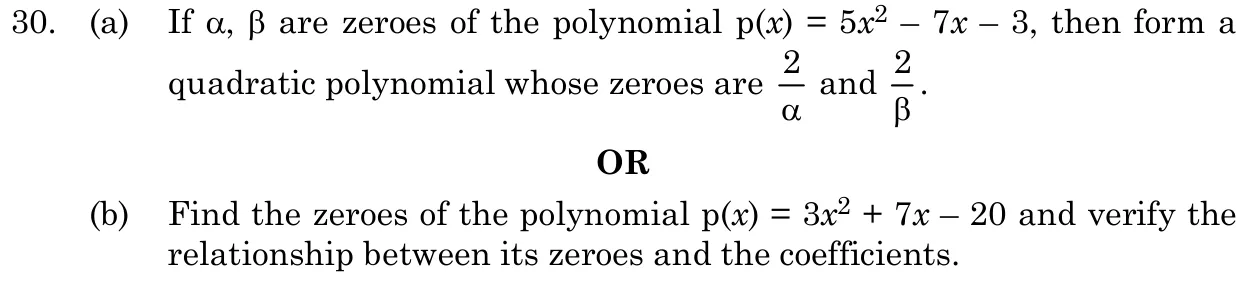 30. (a) If α, β are zeroes of the polynomial p(x) = 5x² – 7x – 3, then form a
quadratic polynomial whose zeroes are 2/α and 2/β.
OR
(b) Find the zeroes of the polynomial p(x) = 3x² + 7x – 20 and verify the
relationship between its zeroes and the coefficients.